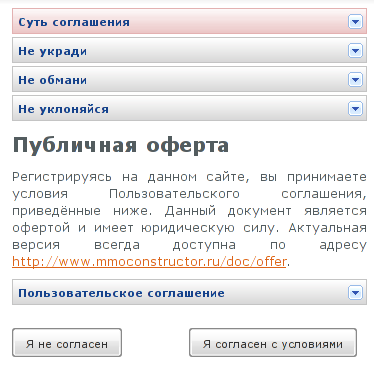 Суть соглашения
Не укради
Не обмани
Не уклоняйся
Публичная оферта
Регистрируясь на данном сайте, вы принимаете
условия Пользовательского соглашения,
приведённые ниже. Данный документ является
офертой и имеет юридическую силу. Актуальная
версия всегда доступна по адресу
http://www.mmoconstructor.ru/doc/offer.
Пользовательское соглашение
Я не согласен
Я согласен с условиями